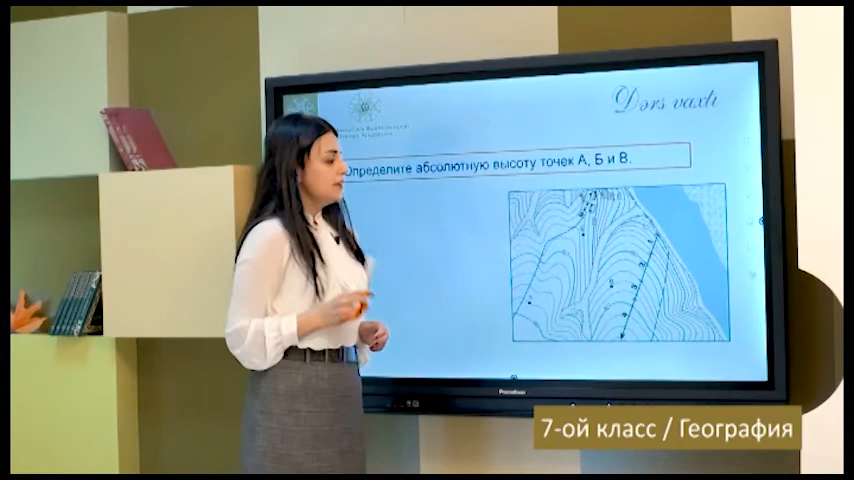 Dərs vaxtı
Определите абсолютную высоту точек А, Б и В.
7-ой класс / География